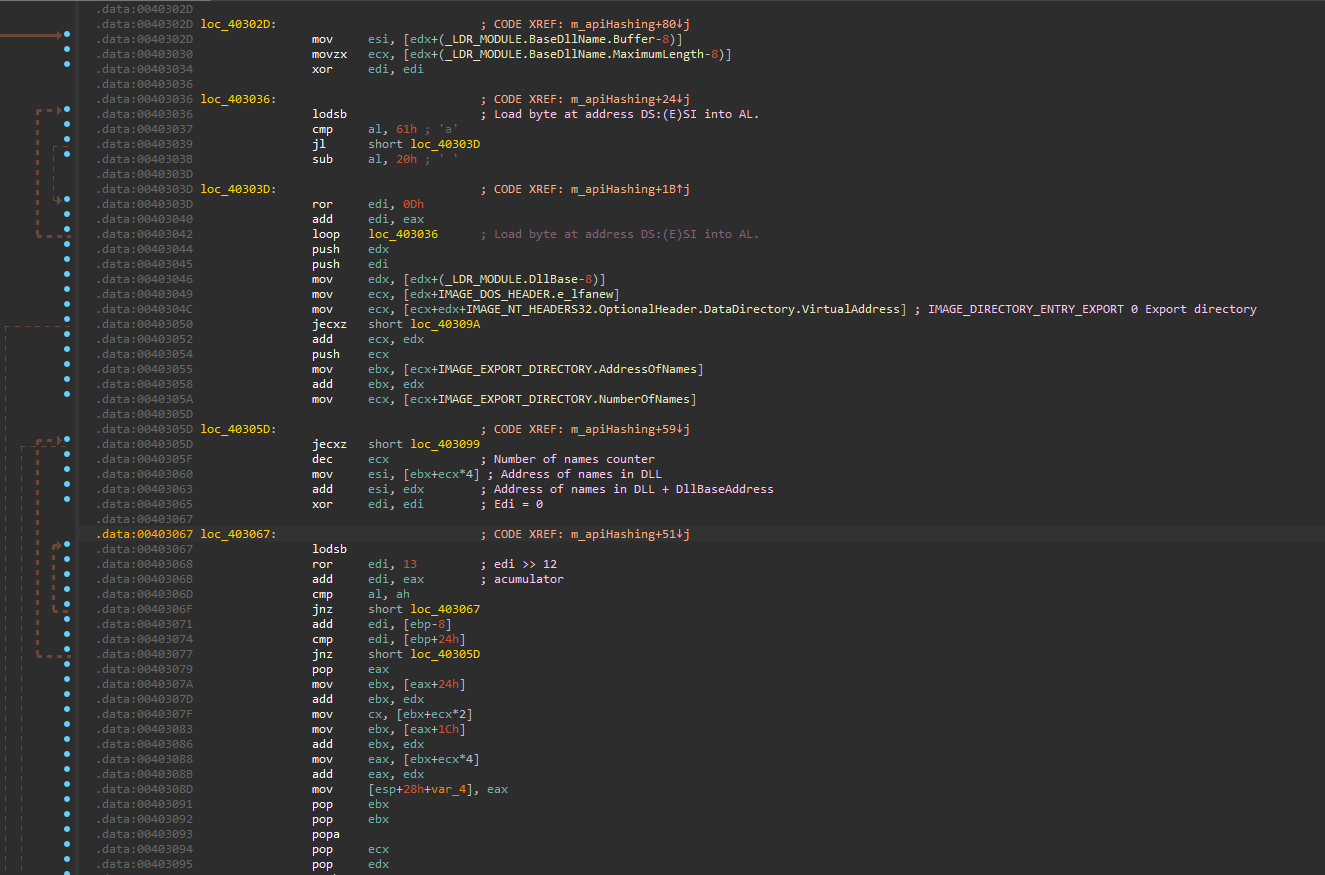 .data:0040302D
.data:0040302D loc_40302D: ; CODE XREF: m_apiHashing+80↓j
.data:0040302D mov esi, [edx+(_LDR_MODULE.BaseDllName.Buffer-8)]
.data:00403030 movzx ecx, [edx+(_LDR_MODULE.BaseDllName.MaximumLength-8)]
.data:00403034 xor edi, edi
.data:00403036
.data:00403036 loc_403036: ; CODE XREF: m_apiHashing+24↓j
.data:00403036 lodsb ; Load byte at address DS:(E)SI into AL.
.data:00403037 cmp al, 61h ; 'a'
.data:00403039 jl short loc_40303D
.data:0040303B sub al, 20h ; ' '
.data:0040303D
.data:0040303D loc_40303D: ; CODE XREF: m_apiHashing+1B↑j
.data:0040303D ror edi, 0Dh
.data:00403040 add edi, eax
.data:00403042 loop loc_403036 ; Load byte at address DS:(E)SI into AL.
.data:00403044 push edx
.data:00403045 push edi
.data:00403046 mov edx, [edx+(_LDR_MODULE.DllBase-8)]
.data:00403049 mov ecx, [edx+IMAGE_DOS_HEADER.e_lfanew]
.data:0040304C mov ecx, [ecx+edx+IMAGE_NT_HEADERS32.OptionalHeader.DataDirectory.VirtualAddress] ; IMAGE_DIRECTORY_ENTRY_EXPORT 0 Export directory
.data:00403050 jecxz short loc_40309A
.data:00403052 add ecx, edx
.data:00403054 push ecx
.data:00403055 mov ebx, [ecx+IMAGE_EXPORT_DIRECTORY.AddressOfNames]
.data:00403058 add ebx, edx
.data:0040305A mov ecx, [ecx+IMAGE_EXPORT_DIRECTORY.NumberOfNames]
.data:0040305D
.data:0040305D loc_40305D: ; CODE XREF: m_apiHashing+59↓j
.data:0040305D jecxz short loc_403099
.data:0040305F dec ecx ; Number of names counter
.data:00403060 mov esi, [ebx+ecx*4] ; Address of names in DLL
.data:00403063 add esi, edx ; Address of names in DLL + DllBaseAddress
.data:00403065 xor edi, edi ; Edi = 0
.data:00403067
.data:00403067 loc_403067: ; CODE XREF: m_apiHashing+51↓j
.data:00403067 lodsb
.data:00403068 ror edi, 13 ; edi >> 12
.data:0040306B add edi, eax ; acumulator
.data:0040306D cmp al, ah
.data:0040306F jnz short loc_403067
.data:00403071 add edi, [ebp-8]
.data:00403074 cmp edi, [ebp+24h]
.data:00403077 jnz short loc_40305D
.data:00403079 pop eax
.data:0040307A mov ebx, [eax+24h]
.data:0040307D add ebx, edx
.data:0040307F mov cx, [ebx+ecx*2]
.data:00403083 mov ebx, [eax+1Ch]
.data:00403086 add ebx, edx
.data:00403088 mov eax, [ebx+ecx*4]
.data:0040308B add eax, edx
.data:0040308D mov [esp+28h+var_4], eax
.data:00403091 pop ebx
.data:00403092 pop ebx
.data:00403093 popa
.data:00403094 pop ecx
.data:00403095 pop edx